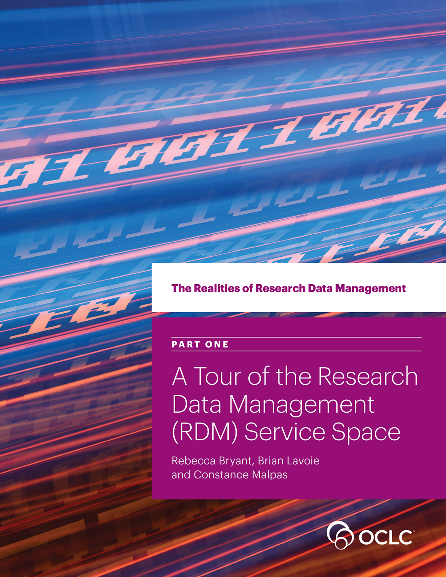 The Realities of Research Data Management
PART ONE
A Tour of the Research
Data Management
(RDM) Service Space
Rebecca Bryant, Brian Lavoie
and Constance Malpas
OCLC